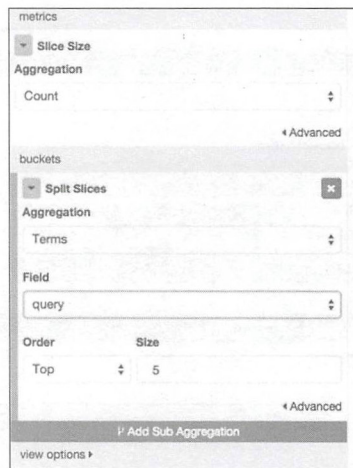 metrics
Slice Size
Aggregation
Count
Advanced
buckets
Split Slices
Aggregation
Terms
Field
query
Order Size
Top 5
Advanced
Add Sub Aggregation
view options